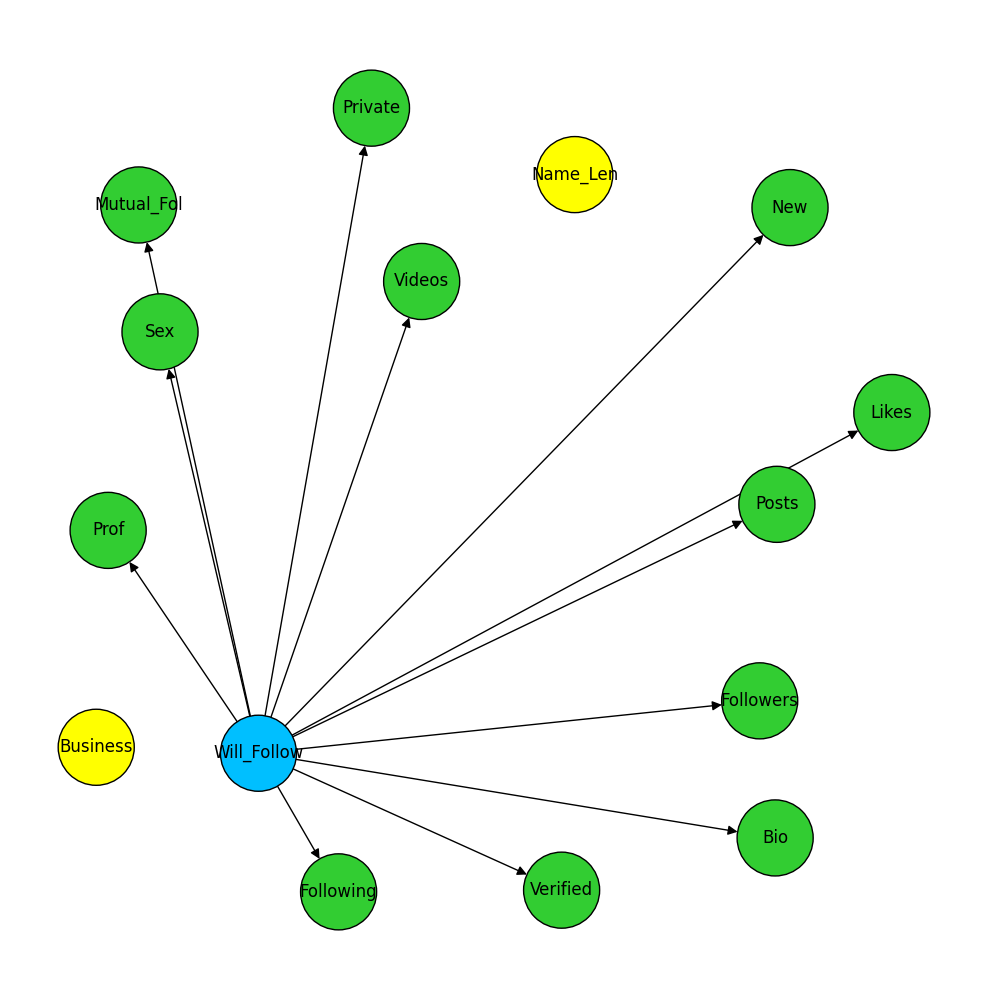 Private
Name_Len
Mutual_Fol
New
Videos
Sex
Likes
Posts
Prof
Followers
Business
Will_Follow
Bio
Following
Verified